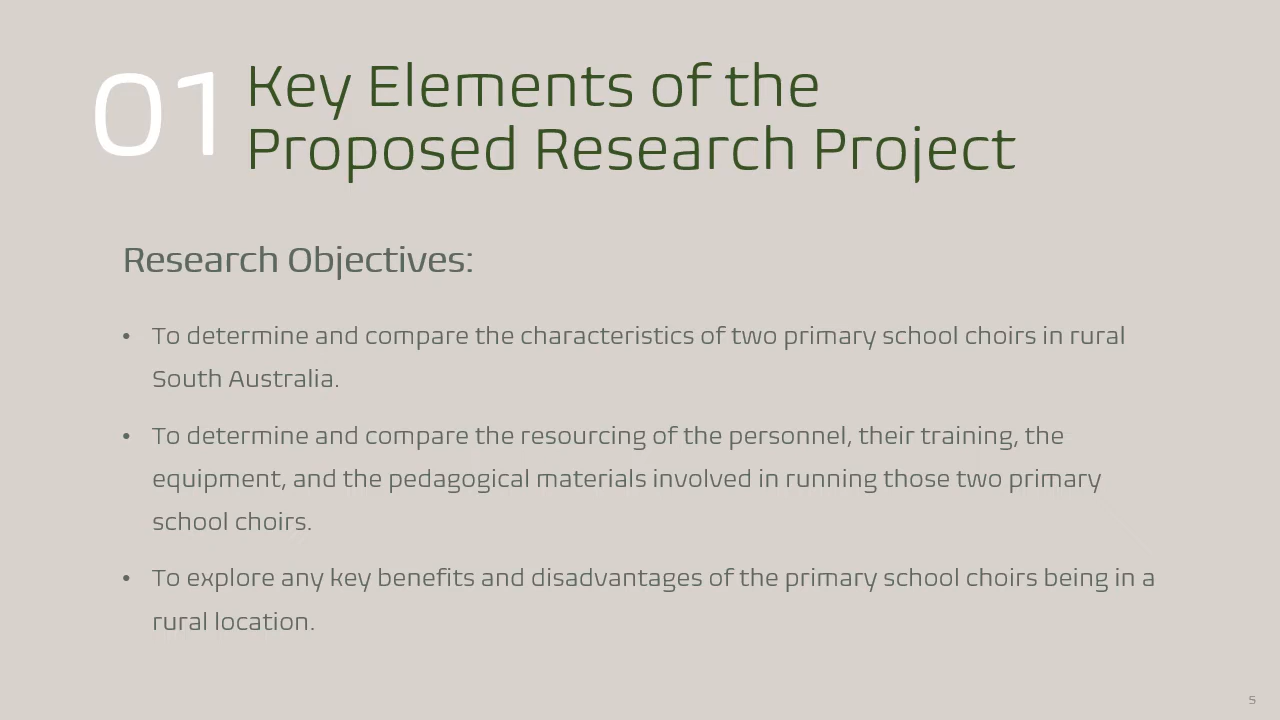 01
Key Elements of the
Proposed Research Project
Research Objectives:
• To determine and compare the characteristics of two primary school choirs in rural
South Australia.
• To determine and compare the resourcing of the personnel, their training, the
equipment, and the pedagogical materials involved in running those two primary
school choirs.
• To explore any key benefits and disadvantages of the primary school choirs being in a
rural location.
5